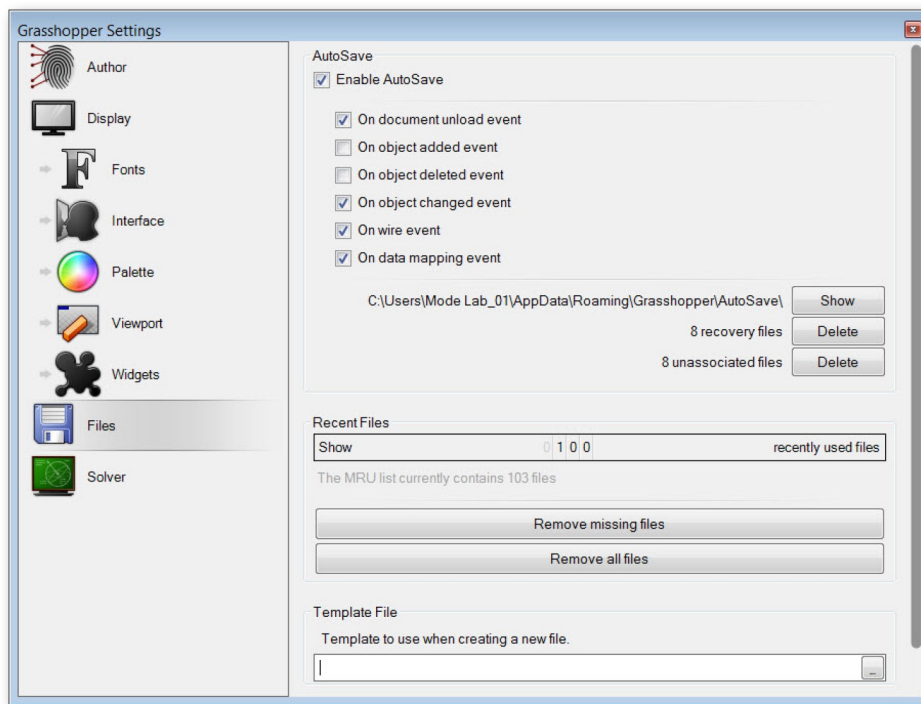 Grasshopper Settings
Author
Display
Fonts
Interface
Palette
Viewport
Widgets
Files
Solver
AutoSave
Enable AutoSave
On document unload event
On object added event
On object deleted event
On object changed event
On wire event
On data mapping event
C:\Users\Mode Lab_01\AppData\Roaming\Grasshopper\AutoSave\ Show
8 recovery files Delete
8 unassociated files Delete
Recent Files
Show 0 1 0 0 recently used files
The MRU list currently contains 103 files
Remove missing files
Remove all files
Template File
Template to use when creating a new file.
...